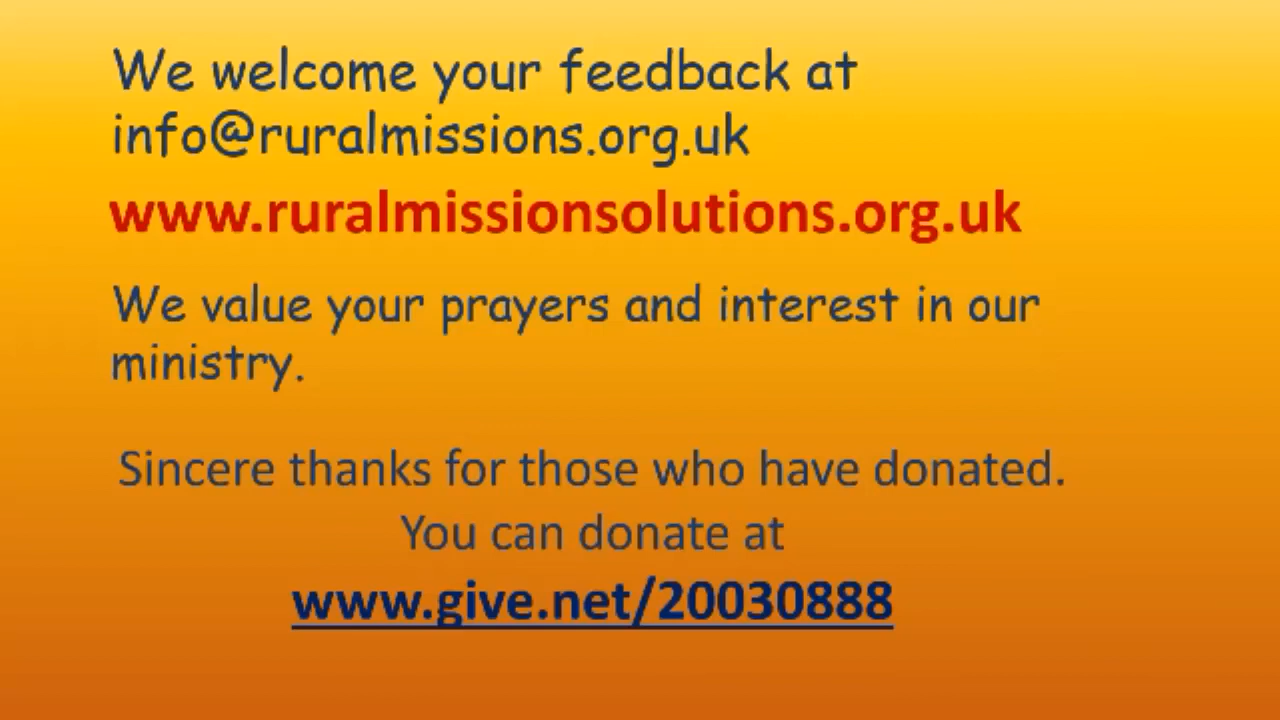 We welcome your feedback at
info@ruralmissions.org.uk
www.ruralmissionsolutions.org.uk
We value your prayers and interest in our
ministry.
Sincere thanks for those who have donated.
You can donate at
www.give.net/20030888